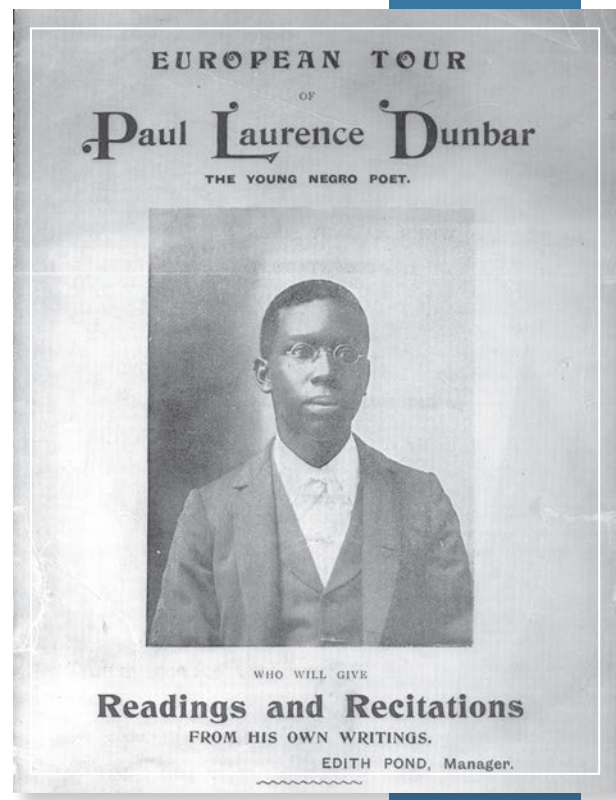 EUROPEAN TOUR
OF
Paul Laurence Dunbar
THE YOUNG NEGRO POET.
WHO WILL GIVE
Readings and Recitations
FROM HIS OWN WRITINGS.
EDITH POND, Manager.